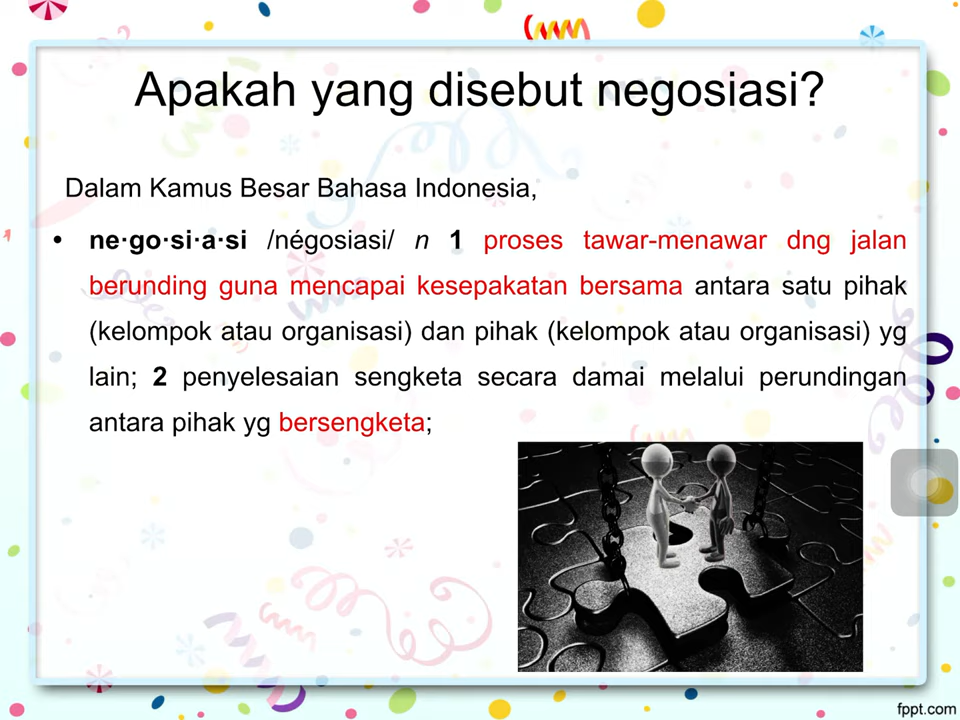 Apakah yang disebut negosiasi?
Dalam Kamus Besar Bahasa Indonesia,
• ne·go·si·a·si /négosiasi/ n 1 proses tawar-menawar dng jalan
berunding guna mencapai kesepakatan bersama antara satu pihak
(kelompok atau organisasi) dan pihak (kelompok atau organisasi) yg
lain; 2 penyelesaian sengketa secara damai melalui perundingan
antara pihak yg bersengketa;
fppt.com